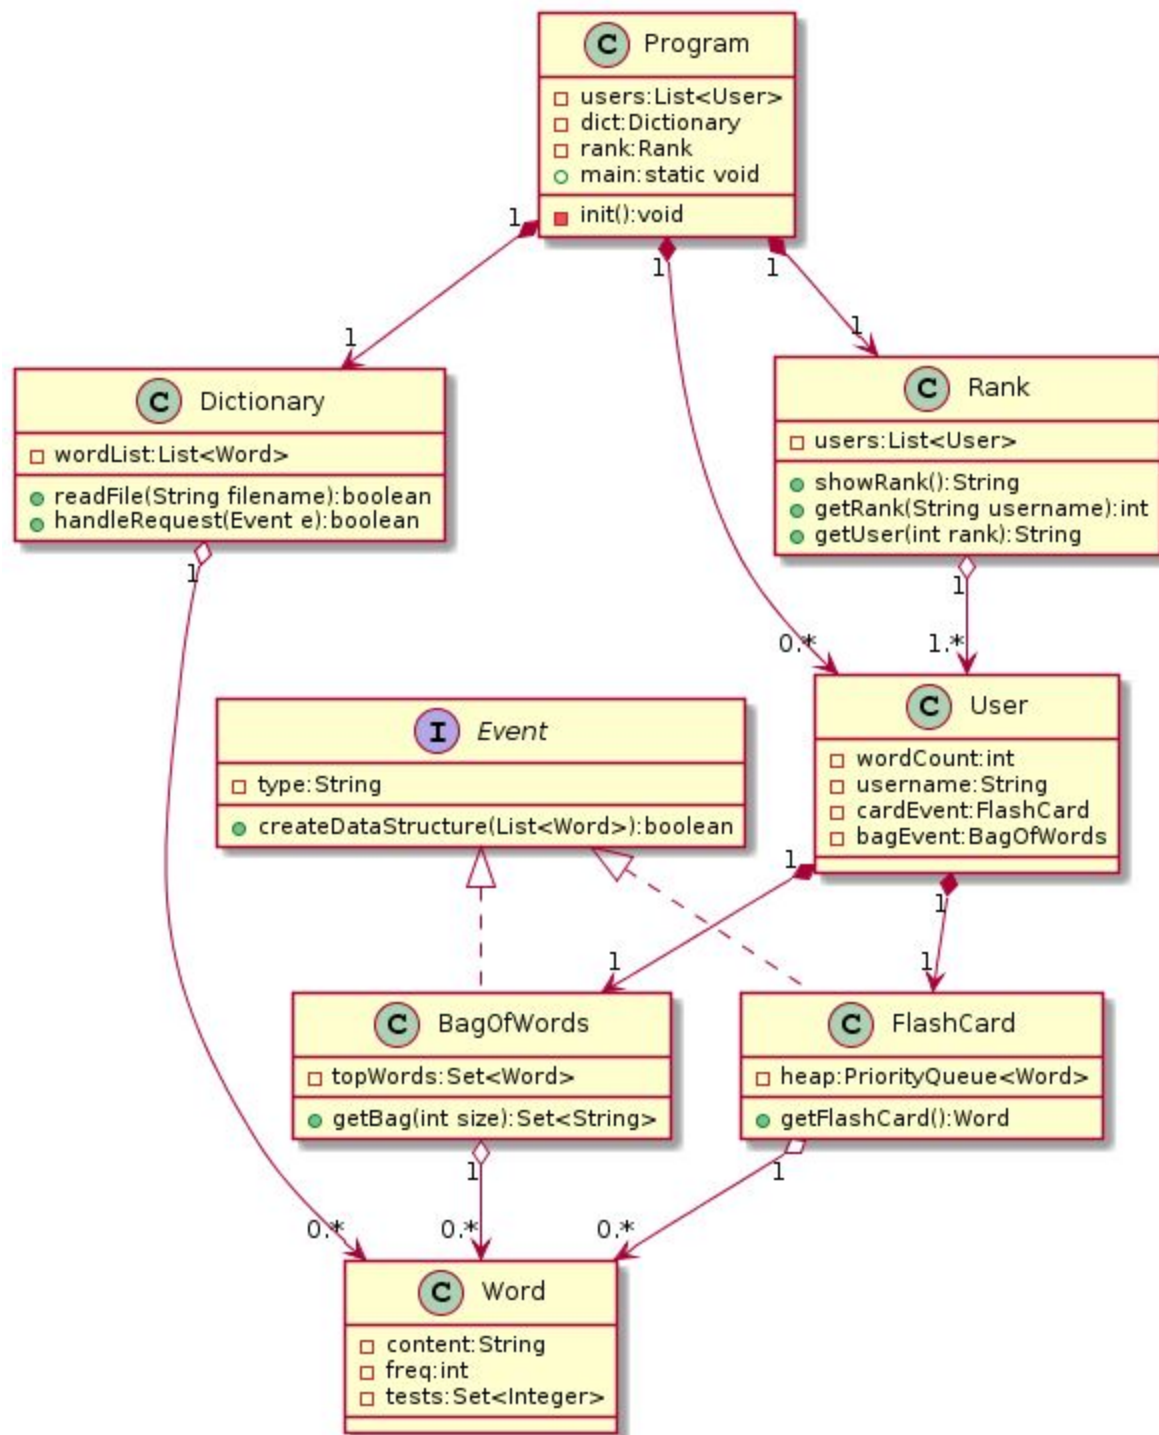 C Program
users:List<User>
dict:Dictionary
rank:Rank
main:static void
init():void
1
1
1
1
1
C Dictionary
wordList:List<Word>
readFile(String filename):boolean
handleRequest(Event e):boolean
1
C Rank
users:List<User>
showRank():String
getRank(String username):int
getUser(int rank):String
1
0.*
1.*
I Event
type:String
createDataStructure(List<Word>):boolean
C User
wordCount:int
username:String
cardEvent:FlashCard
bagEvent:BagOfWords
1
1
1
1
C BagOfWords
topWords:Set<Word>
getBag(int size):Set<String>
1
C FlashCard
heap:PriorityQueue<Word>
getFlashCard():Word
1
0.*
0.*
0.*
C Word
content:String
freq:int
tests:Set<Integer>